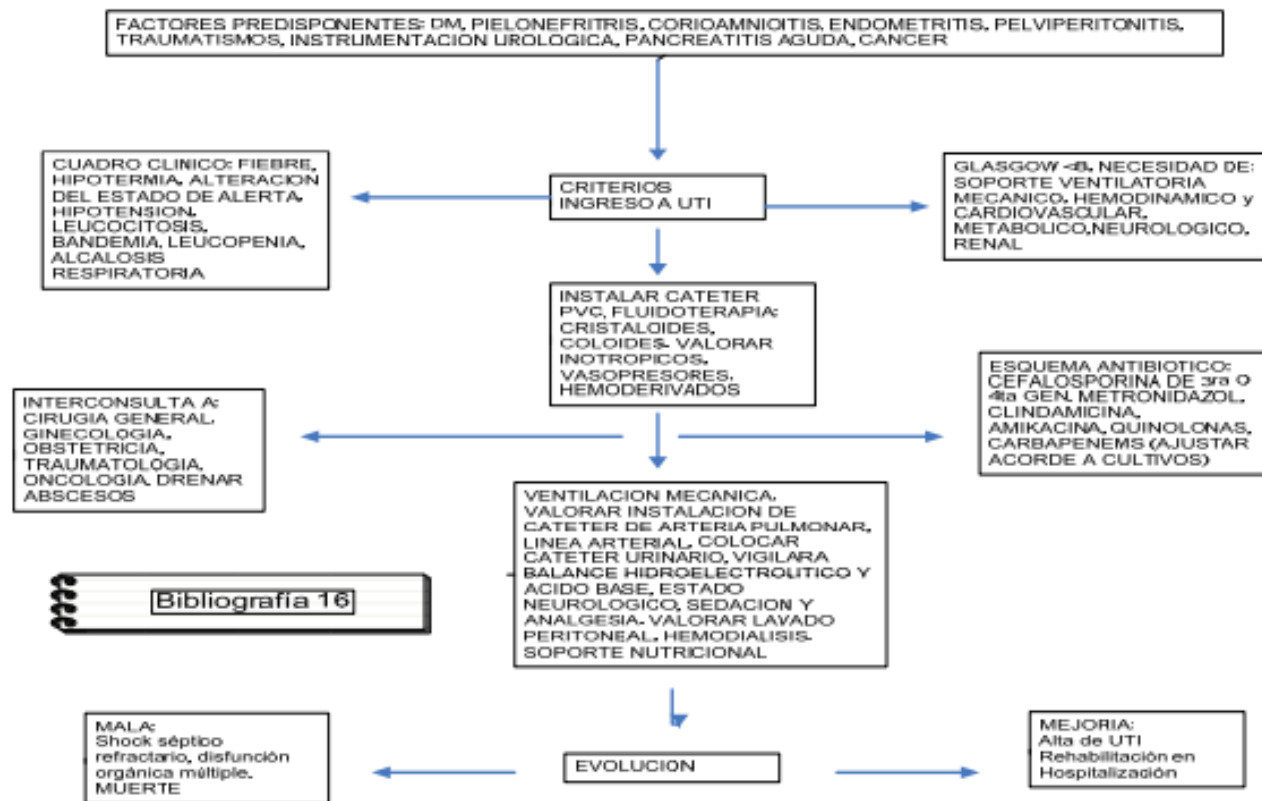 FACTORES PREDISPONENTES: DM, PIELONEFRITRIS, CORIOAMNIOITIS, ENDOMETRITIS, PELVIPERITONITIS,
TRAUMATISMOS, INSTRUMENTACION UROLOGICA, PANCREATITIS AGUDA, CANCER
CUADRO CLINICO: FIEBRE,
HIPOTERMIA, ALTERACION
DEL ESTADO DE ALERTA,
HIPOTENSION,
LEUCOCITOSIS,
BANDEMIA, LEUCOPENIA,
ALCALOSIS
RESPIRATORIA
CRITERIOS
INGRESO A UTI
GLASGOW <8, NECESIDAD DE:
SOPORTE VENTILATORIA
MECANICO, HEMODINAMICO y
CARDIOVASCULAR,
METABOLICO, NEUROLOGICO,
RENAL
INSTALAR CATETER
PVC, FLUIDOTERAPIA:
CRISTALOIDES,
COLOIDES. VALORAR
INOTROPICOS,
VASOPRESORES,
HEMODERIVADOS
INTERCONSULTA A:
CIRUGIA GENERAL,
GINECOLOGIA,
OBSTETRICIA,
TRAUMATOLOGIA,
ONCOLOGIA. DRENAR
ABSCESOS
ESQUEMA ANTIBIOTICO:
CEFALOSPORINA DE 3ra O
4ta GEN. METRONIDAZOL,
CLINDAMICINA,
AMIKACINA, QUINOLONAS,
CARBAPENEMS (AJUSTAR
ACORDE A CULTIVOS)
VENTILACION MECANICA,
VALORAR INSTALACION DE
CATETER DE ARTERIA PULMONAR,
LINEA ARTERIAL, COLOCAR
CATETER URINARIO, VIGILARA
BALANCE HIDROELECTROLITICO Y
ACIDO BASE, ESTADO
NEUROLOGICO, SEDACION Y
ANALGESIA. VALORAR LAVADO
PERITONEAL, HEMODIALISIS.
SOPORTE NUTRICIONAL
Bibliografía 16
MALA:
Shock séptico
refractario, disfunción
orgánica múltiple.
MUERTE
EVOLUCION
MEJORIA:
Alta de UTI
Rehabilitación en
Hospitalización